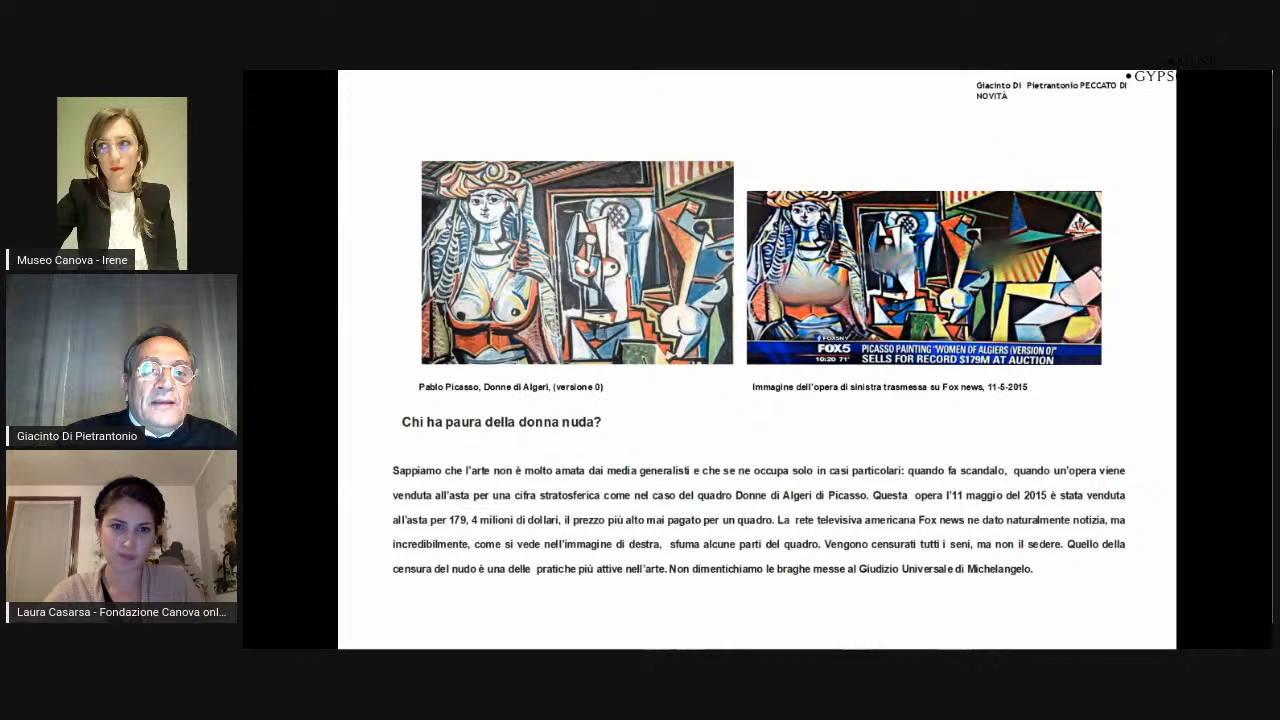 GYPS
Giacinto Di Pietrantonio PECCATO DI
NOVITÀ
Museo Canova - Irene
Giacinto Di Pietrantonio
Laura Casarsa - Fondazione Canova onl...
FOX5NY
FOX5
10:20 71°
PICASSO PAINTING "WOMEN OF ALGIERS (VERSION 0)"
SELLS FOR RECORD $179M AT AUCTION
Pablo Picasso, Donne di Algeri, (versione 0)
Immagine dell'opera di sinistra trasmessa su Fox news, 11-5-2015
Chi ha paura della donna nuda?
Sappiamo che l'arte non è molto amata dai media generalisti e che se ne occupa solo in casi particolari: quando fa scandalo, quando un'opera viene
venduta all'asta per una cifra stratosferica come nel caso del quadro Donne di Algeri di Picasso. Questa opera l'11 maggio del 2015 è stata venduta
all'asta per 179, 4 milioni di dollari, il prezzo più alto mai pagato per un quadro. La rete televisiva americana Fox news ne dato naturalmente notizia, ma
incredibilmente, come si vede nell'immagine di destra, sfuma alcune parti del quadro. Vengono censurati tutti i seni, ma non il sedere. Quello della
censura del nudo è una delle pratiche più attive nell'arte. Non dimentichiamo le braghe messe al Giudizio Universale di Michelangelo.